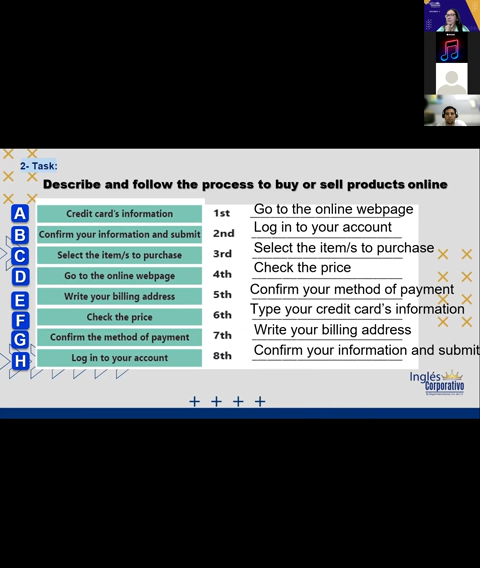 2- Task:
Describe and follow the process to buy or sell products online
A Credit card's information 1st Go to the online webpage
B Confirm your information and submit 2nd Log in to your account
C Select the item/s to purchase 3rd Select the item/s to purchase
D Go to the online webpage 4th Check the price
E Write your billing address 5th Confirm your method of payment
F Check the price 6th Type your credit card's information
G Confirm the method of payment 7th Write your billing address
H Log in to your account 8th Confirm your information and submit
Inglés
Corporativo